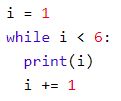 i = 1
while i < 6:
  print(i)
  i += 1